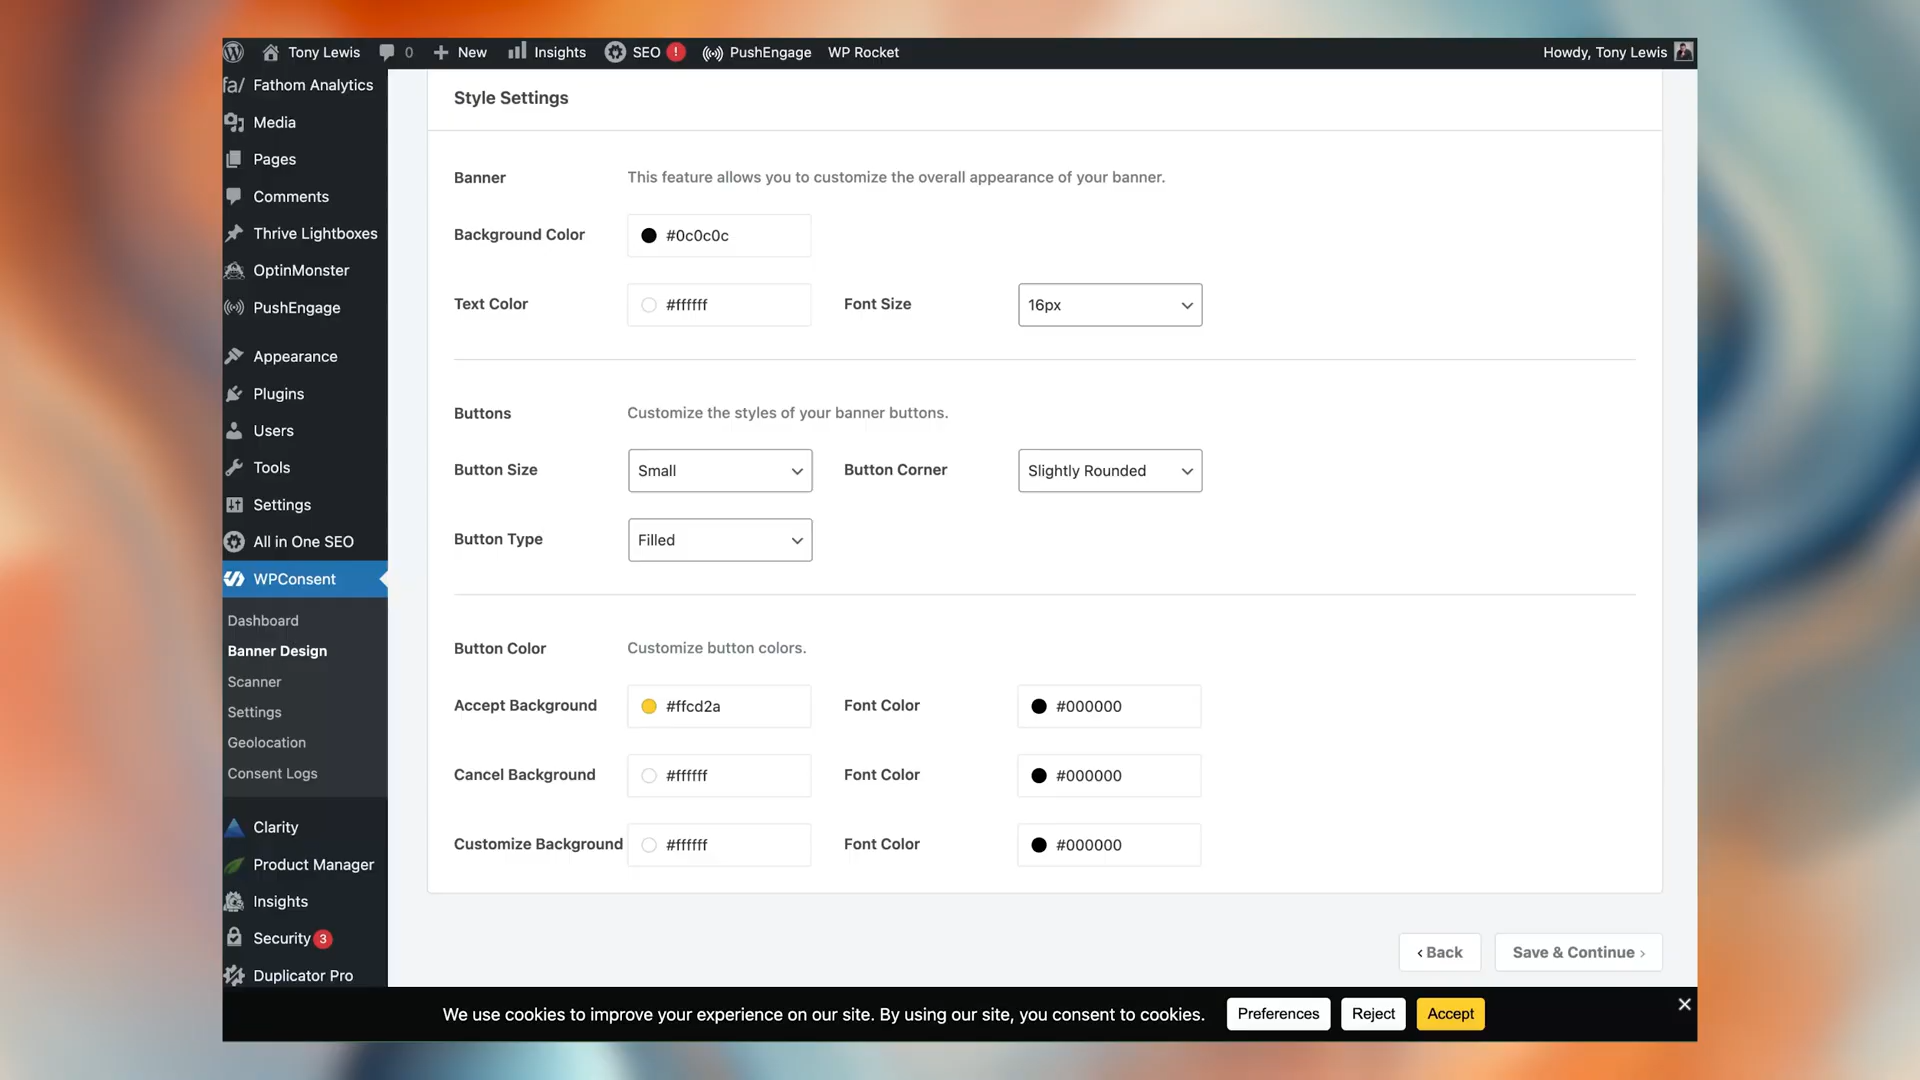 Tony Lewis 0 New Insights SEO ! PushEngage WP Rocket Howdy, Tony Lewis
fa/ Fathom Analytics
Media
Pages
Comments
Thrive Lightboxes
OptinMonster
PushEngage
Appearance
Plugins
Users
Tools
Settings
All in One SEO
WPConsent
Dashboard
Banner Design
Scanner
Settings
Geolocation
Consent Logs
Clarity
Product Manager
Insights
Security 3
Duplicator Pro
Style Settings
Banner This feature allows you to customize the overall appearance of your banner.
Background Color #0c0c0c
Text Color #ffffff Font Size 16px
Buttons Customize the styles of your banner buttons.
Button Size Small Button Corner Slightly Rounded
Button Type Filled
Button Color Customize button colors.
Accept Background #ffcd2a Font Color #000000
Cancel Background #ffffff Font Color #000000
Customize Background #ffffff Font Color #000000
‹ Back Save & Continue ›
We use cookies to improve your experience on our site. By using our site, you consent to cookies. Preferences Reject Accept ✕